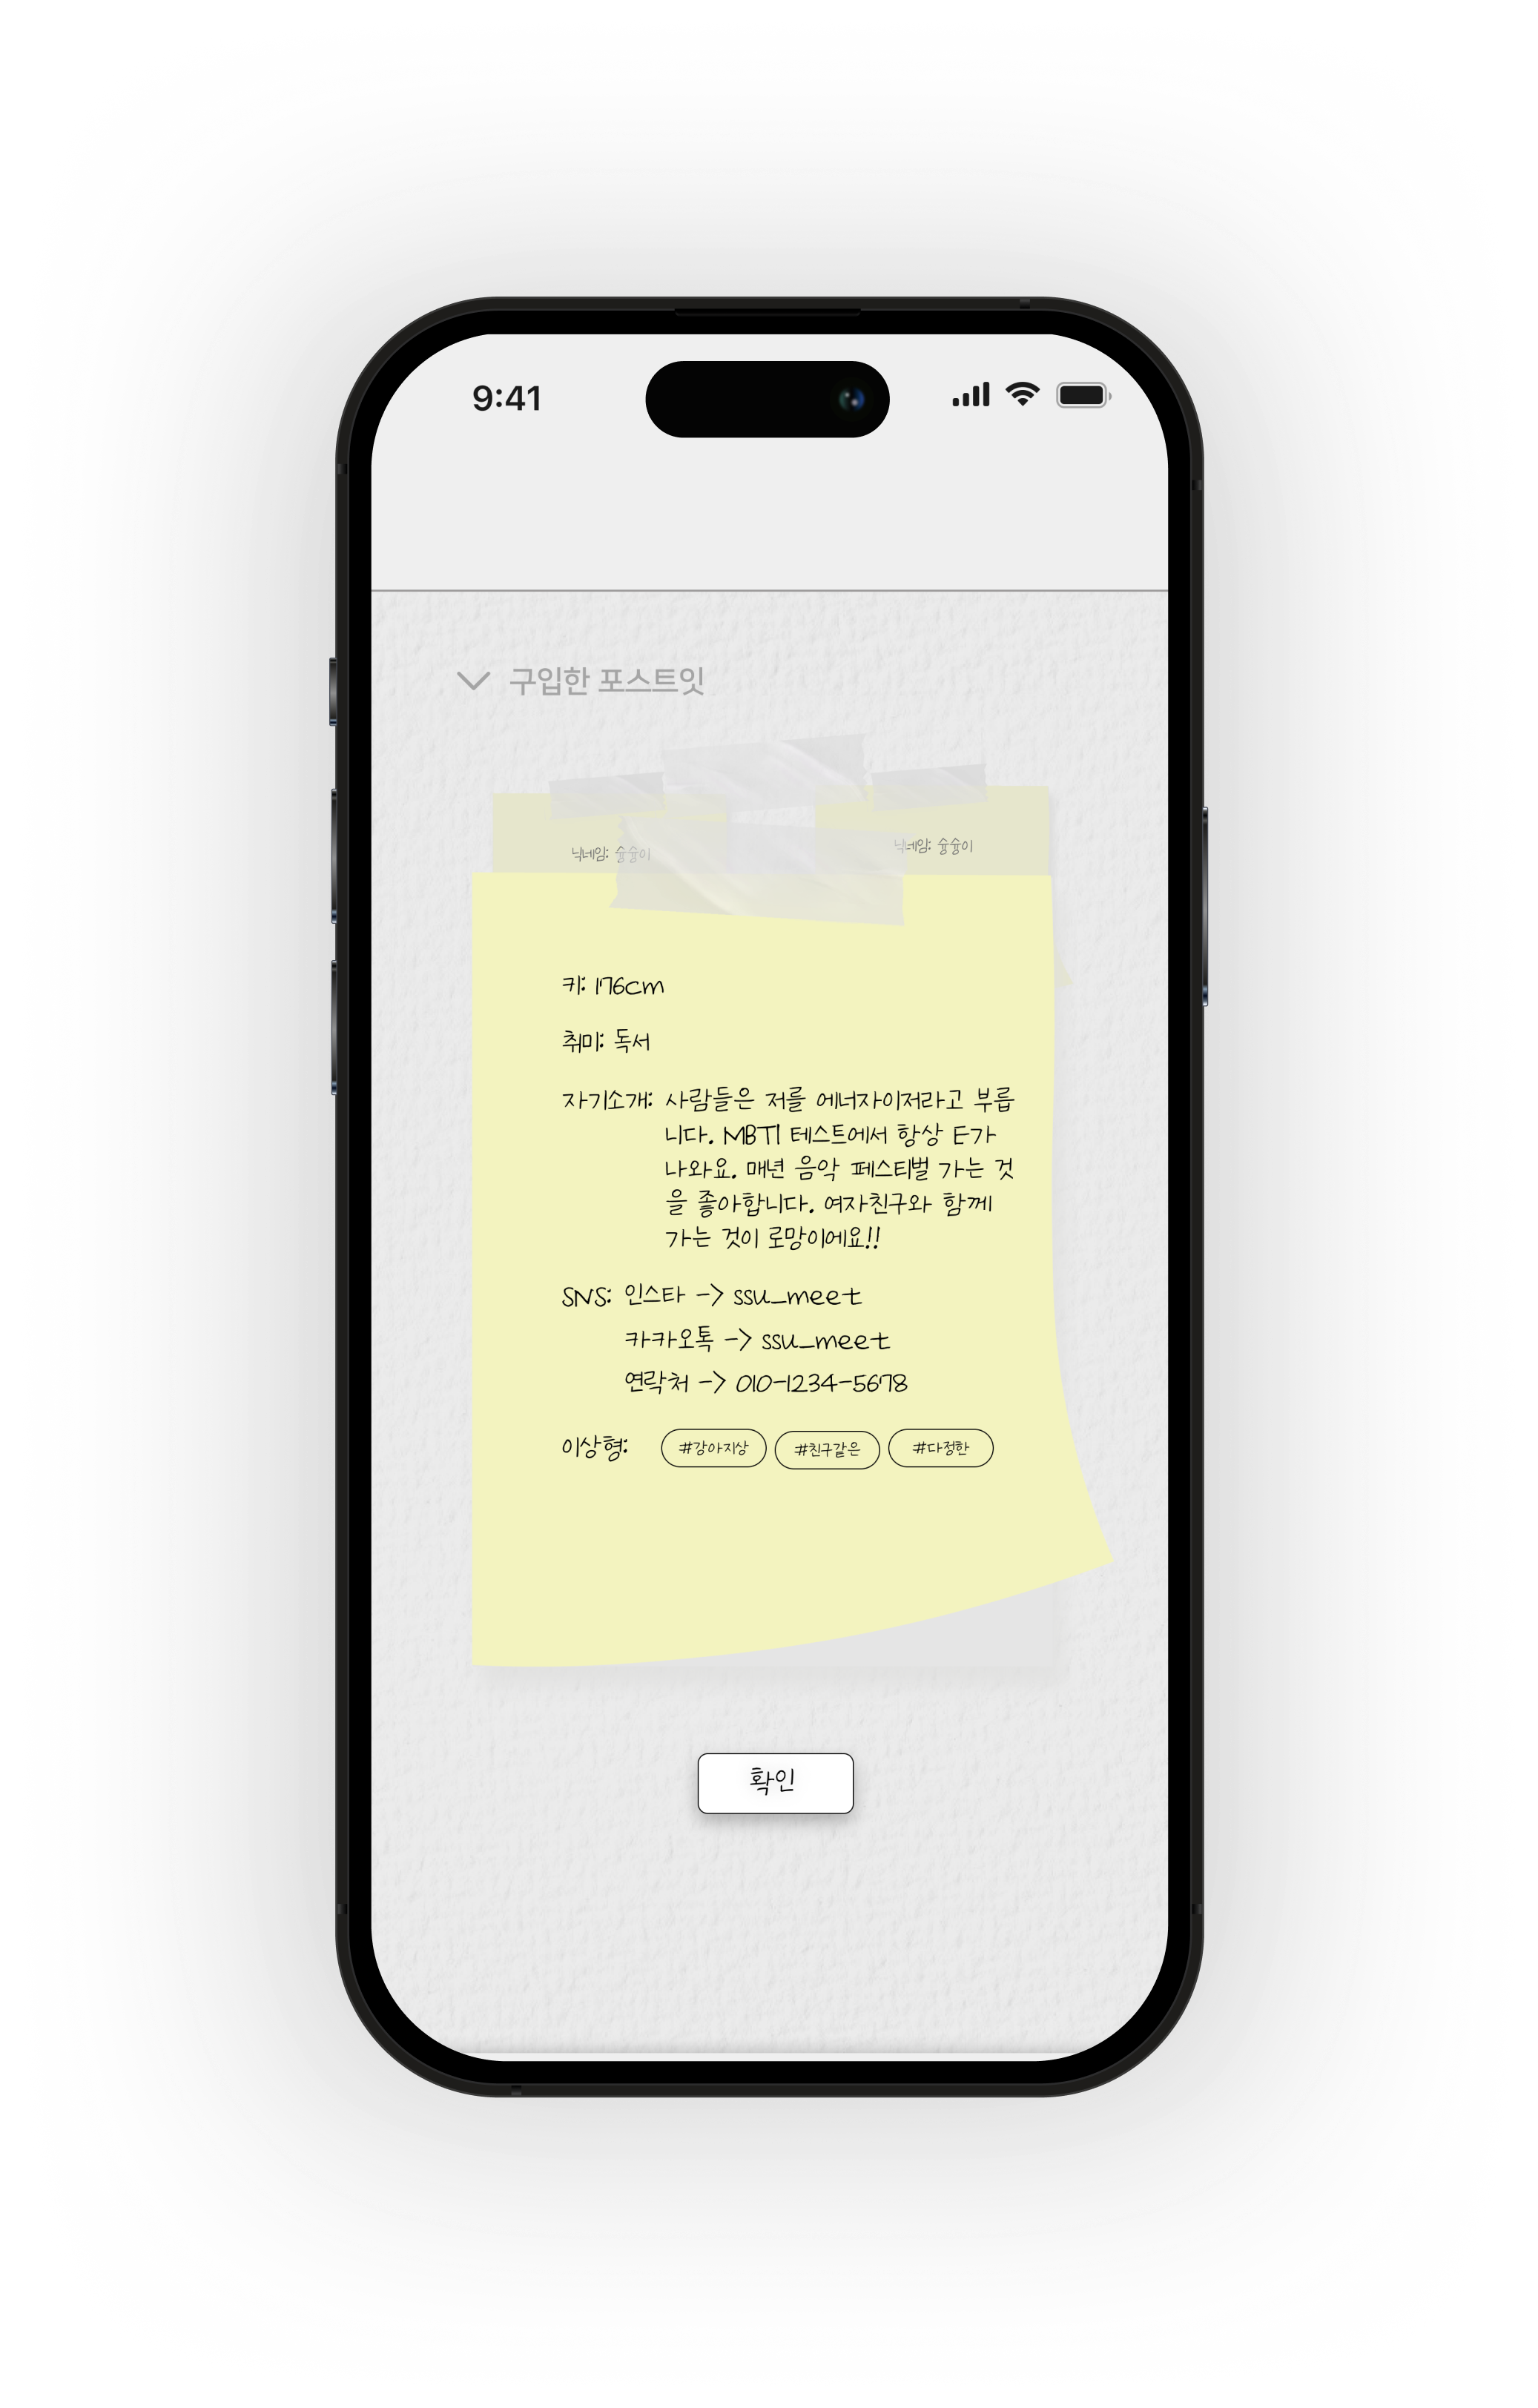 9:41
구입한 포스트잇
닉네임: 슝슝이
닉네임: 슝슝이
키: 176cm
취미: 독서
자기소개: 사람들은 저를 에너자이저라고 부릅
니다. MBTI 테스트에서 항상 E가
나와요. 매년 음악 페스티벌 가는 것
을 좋아합니다. 여자친구와 함께
가는 것이 로망이에요!!
SNS: 인스타 -> ssu_meet
카카오톡 -> ssu_meet
연락처 -> 010-1234-5678
이상형: #강아지상 #친구같은 #다정한
확인